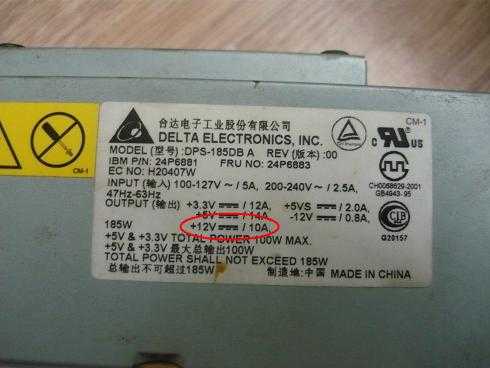 CM-1
台达电子工业股份有限公司
DELTA ELECTRONICS, INC.
MODEL (型号):DPS-185DB A REV (版本) :00
IBM P/N: 24P6881 FRU NO: 24P6883
EC NO: H20407W
INPUT (输入) 100-127V ~ / 5A, 200-240V ~ / 2.5A,
47Hz-63Hz
OUTPUT (输出) +3.3V ⎓ / 12A, +5VS ⎓ / 2.0A,
+5V ⎓ / 14A -12V ⎓ / 0.8A,
185W +12V ⎓ / 10A,
+5V & +3.3V TOTAL POWER 100W MAX.
+5V & +3.3V 最大总输出100W
TOTAL POWER SHALL NOT EXCEED 185W
总输出不可超过185W 制造地:中国 MADE IN CHINA
c UL US
CH0058629-2001
GB4943-95
Q20157
CM-1